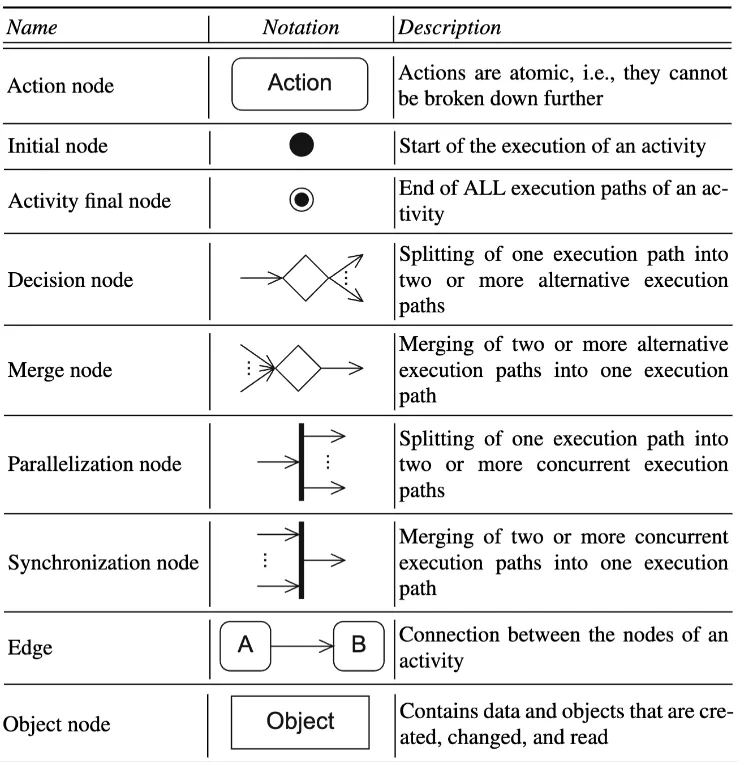 Name Notation Description
Action node Action Actions are atomic, i.e., they cannot
be broken down further
Initial node Start of the execution of an activity
Activity final node End of ALL execution paths of an ac-
tivity
Decision node Splitting of one execution path into
two or more alternative execution
paths
Merge node Merging of two or more alternative
execution paths into one execution
path
Parallelization node Splitting of one execution path into
two or more concurrent execution
paths
Synchronization node Merging of two or more concurrent
execution paths into one execution
path
Edge A B Connection between the nodes of an
activity
Object node Object Contains data and objects that are cre-
ated, changed, and read